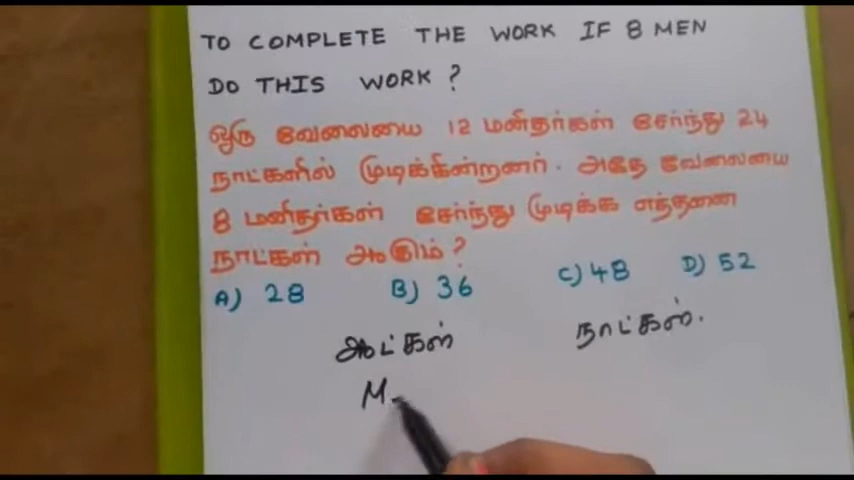 TO COMPLETE THE WORK IF 8 MEN
DO THIS WORK ?
ஒரு வேலையை 12 மனிதர்கள் சேர்ந்து 24
நாட்களில் முடிக்கின்றனர். அதே வேலையை
8 மனிதர்கள் சேர்ந்து முடிக்க எத்தனை
நாட்கள் ஆகும் ?
A) 28 B) 36 C) 48 D) 52
ஆட்கள் நாட்கள்.
M